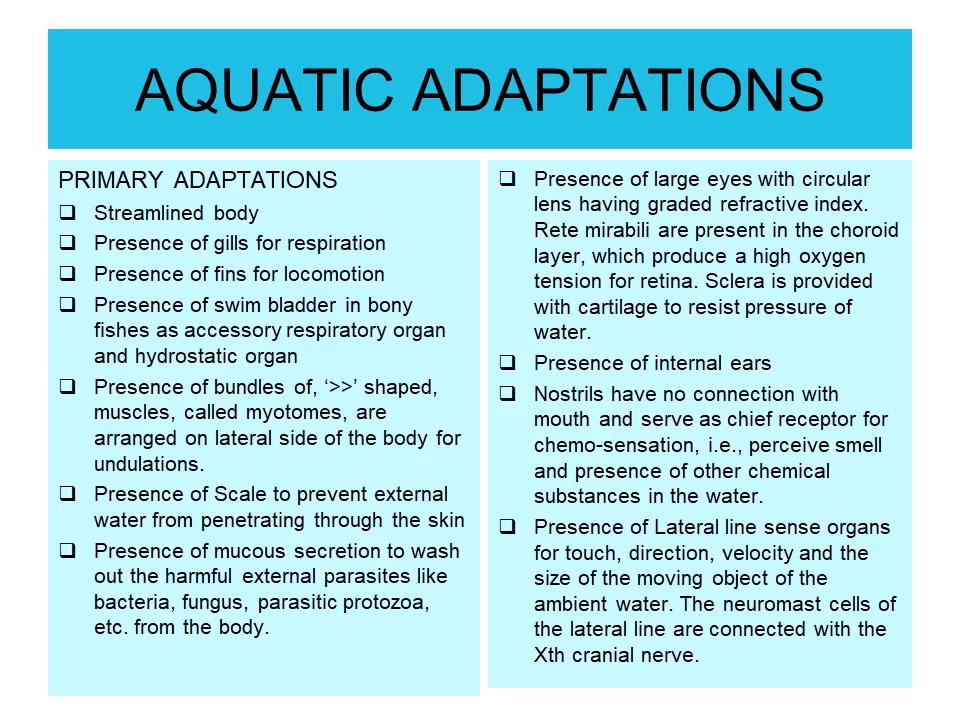 AQUATIC ADAPTATIONS
PRIMARY ADAPTATIONS
❑ Streamlined body
❑ Presence of gills for respiration
❑ Presence of fins for locomotion
❑ Presence of swim bladder in bony
fishes as accessory respiratory organ
and hydrostatic organ
❑ Presence of bundles of, ‘>>’ shaped,
muscles, called myotomes, are
arranged on lateral side of the body for
undulations.
❑ Presence of Scale to prevent external
water from penetrating through the skin
❑ Presence of mucous secretion to wash
out the harmful external parasites like
bacteria, fungus, parasitic protozoa,
etc. from the body.
❑ Presence of large eyes with circular
lens having graded refractive index.
Rete mirabili are present in the choroid
layer, which produce a high oxygen
tension for retina. Sclera is provided
with cartilage to resist pressure of
water.
❑ Presence of internal ears
❑ Nostrils have no connection with
mouth and serve as chief receptor for
chemo-sensation, i.e., perceive smell
and presence of other chemical
substances in the water.
❑ Presence of Lateral line sense organs
for touch, direction, velocity and the
size of the moving object of the
ambient water. The neuromast cells of
the lateral line are connected with the
Xth cranial nerve.